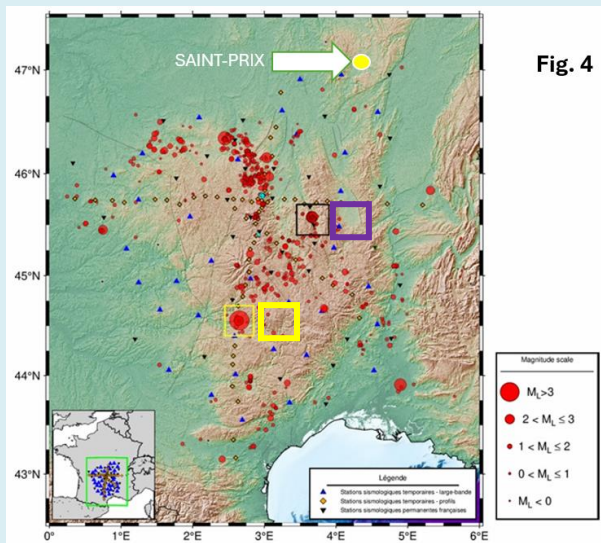 SAINT-PRIX
Fig. 4
47°N
46°N
45°N
44°N
43°N
0°
1°E
2°E
3°E
4°E
5°E
6°E
Légende
Stations sismologiques temporaires - large-bande
Stations sismologiques temporaires - profils
Stations sismologiques permanentes françaises
Magnitude scale
ML>3
2 < ML ≤ 3
1 < ML ≤ 2
0 < ML ≤ 1
ML < 0